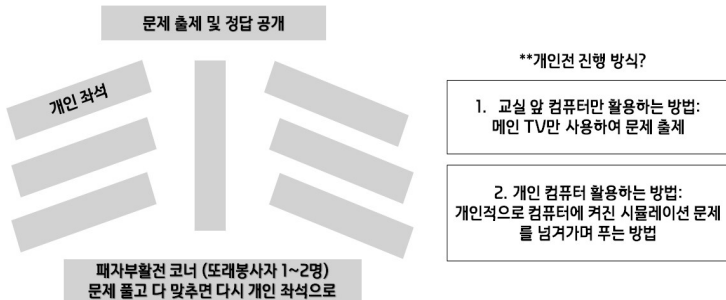 문제 출제 및 정답 공개
개인 좌석
패자부활전 코너 (또래봉사자 1~2명)
문제 풀고 다 맞추면 다시 개인 좌석으로
**개인전 진행 방식?
1. 교실 앞 컴퓨터만 활용하는 방법:
메인 TV만 사용하여 문제 출제
2. 개인 컴퓨터 활용하는 방법:
개인적으로 컴퓨터에 켜진 시뮬레이션 문제
를 넘겨가며 푸는 방법